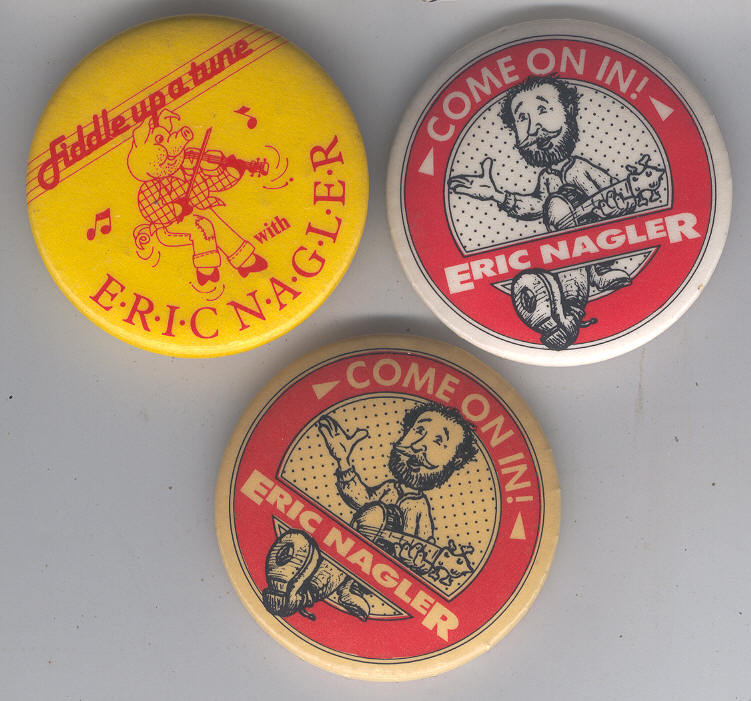 Fiddle up a tune
with
E·R·I·C N·A·G·L·E·R
COME ON IN!
ERIC NAGLER
COME ON IN!
ERIC NAGLER